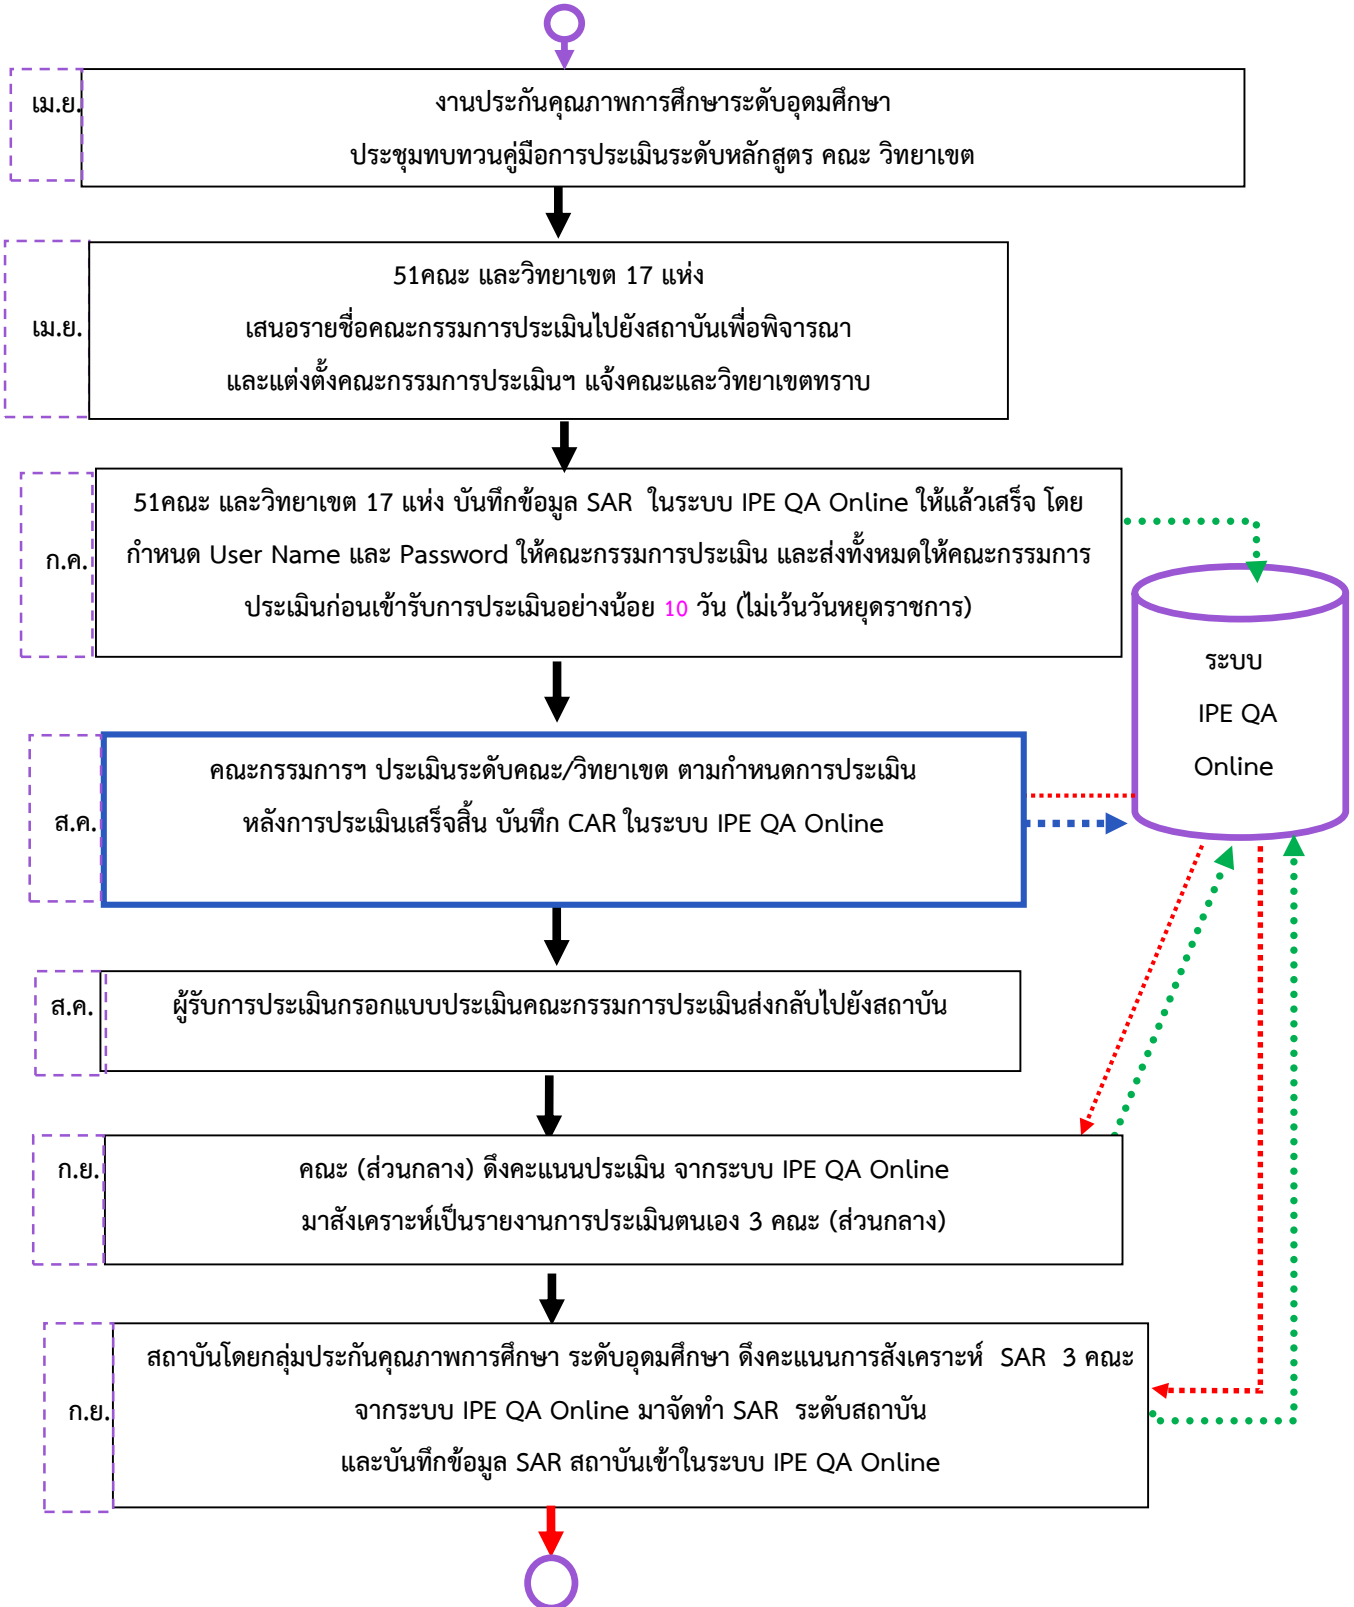 เม.ย.
งานประกันคุณภาพการศึกษาระดับอุดมศึกษา
ประชุมทบทวนคู่มือการประเมินระดับหลักสูตร คณะ วิทยาเขต
เม.ย.
51คณะ และวิทยาเขต 17 แห่ง
เสนอรายชื่อคณะกรรมการประเมินไปยังสถาบันเพื่อพิจารณา
และแต่งตั้งคณะกรรมการประเมินฯ แจ้งคณะและวิทยาเขตทราบ
ก.ค.
51คณะ และวิทยาเขต 17 แห่ง บันทึกข้อมูล SAR ในระบบ IPE QA Online ให้แล้วเสร็จ โดย
กำหนด User Name และ Password ให้คณะกรรมการประเมิน และส่งทั้งหมดให้คณะกรรมการ
ประเมินก่อนเข้ารับการประเมินอย่างน้อย 10 วัน (ไม่เว้นวันหยุดราชการ)
ระบบ
IPE QA
Online
ส.ค.
คณะกรรมการฯ ประเมินระดับคณะ/วิทยาเขต ตามกำหนดการประเมิน
หลังการประเมินเสร็จสิ้น บันทึก CAR ในระบบ IPE QA Online
ส.ค.
ผู้รับการประเมินกรอกแบบประเมินคณะกรรมการประเมินส่งกลับไปยังสถาบัน
ก.ย.
คณะ (ส่วนกลาง) ดึงคะแนนประเมิน จากระบบ IPE QA Online
มาสังเคราะห์เป็นรายงานการประเมินตนเอง 3 คณะ (ส่วนกลาง)
ก.ย.
สถาบันโดยกลุ่มประกันคุณภาพการศึกษา ระดับอุดมศึกษา ดึงคะแนนการสังเคราะห์ SAR 3 คณะ
จากระบบ IPE QA Online มาจัดทำ SAR ระดับสถาบัน
และบันทึกข้อมูล SAR สถาบันเข้าในระบบ IPE QA Online